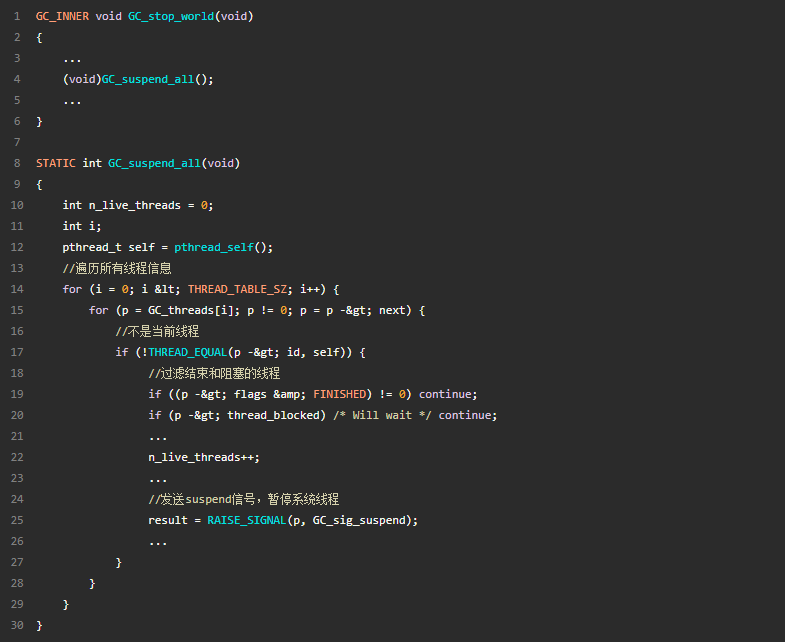 1 GC_INNER void GC_stop_world(void)
2 {
3     ...
4     (void)GC_suspend_all();
5     ...
6 }
7
8 STATIC int GC_suspend_all(void)
9 {
10     int n_live_threads = 0;
11     int i;
12     pthread_t self = pthread_self();
13     //遍历所有线程信息
14     for (i = 0; i &lt; THREAD_TABLE_SZ; i++) {
15         for (p = GC_threads[i]; p != 0; p = p -&gt; next) {
16             //不是当前线程
17             if (!THREAD_EQUAL(p -&gt; id, self)) {
18                 //过滤结束和阻塞的线程
19                 if ((p -&gt; flags &amp; FINISHED) != 0) continue;
20                 if (p -&gt; thread_blocked) /* Will wait */ continue;
21                 ...
22                 n_live_threads++;
23                 ...
24                 //发送suspend信号，暂停系统线程
25                 result = RAISE_SIGNAL(p, GC_sig_suspend);
26                 ...
27             }
28         }
29     }
30 }